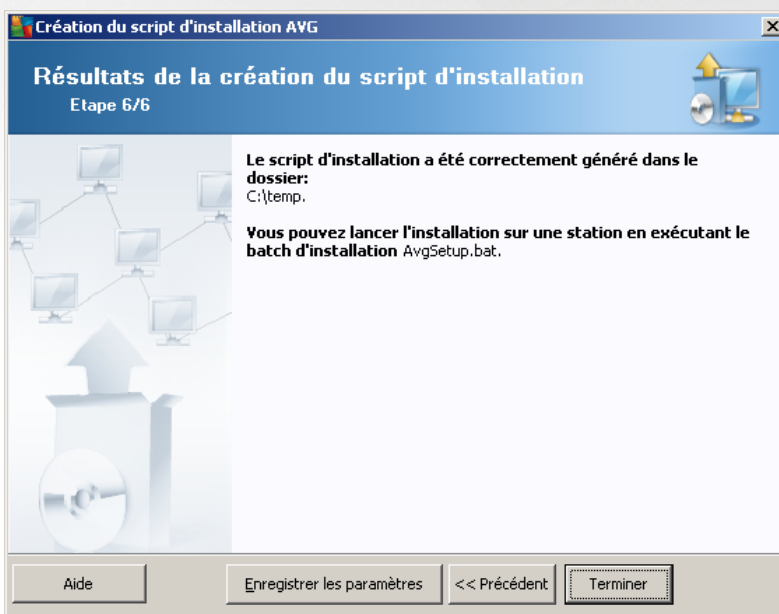 Création du script d'installation AVG
Résultats de la création du script d'installation
Etape 6/6
Le script d'installation a été correctement généré dans le
dossier:
C:\temp.
Vous pouvez lancer l'installation sur une station en exécutant le
batch d'installation AvgSetup.bat.
Aide
Enregistrer les paramètres
<< Précédent
Terminer